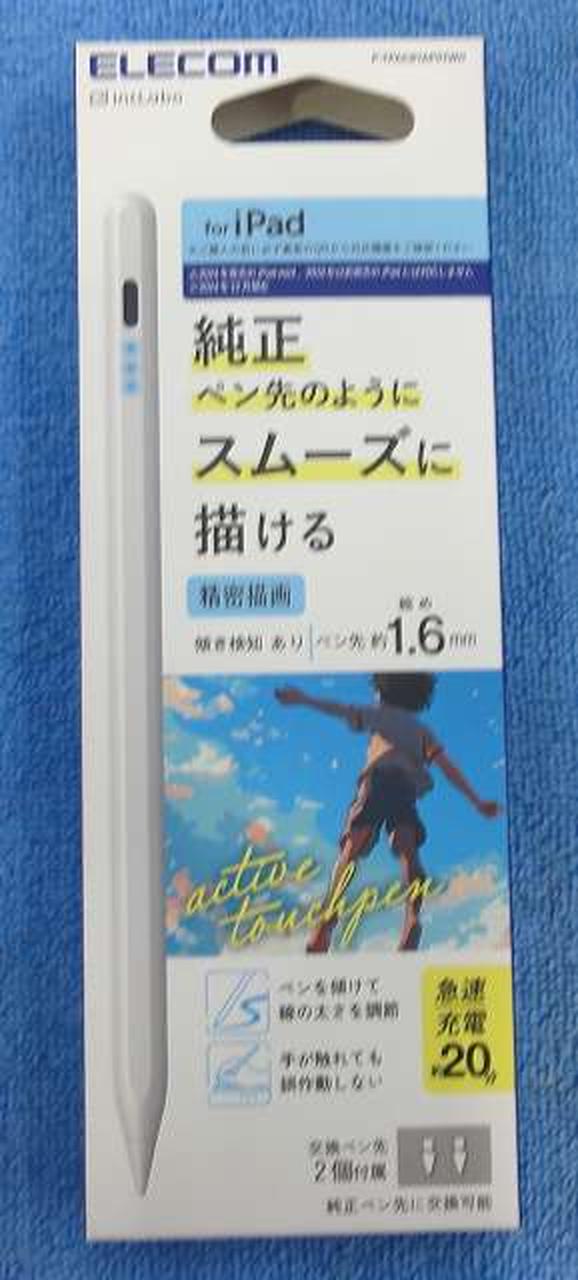 ELECOM
for iPad
純正
ペン先のように
スムーズに
描ける
精密描画
傾き検知 あり ペン先 約1.6mm
active
touchpen
ペンを傾けて
線の太さを調節
手が触れても
誤作動しない
急速
充電
約20分
交換ペン先
2個付属
純正ペン先に交換可能